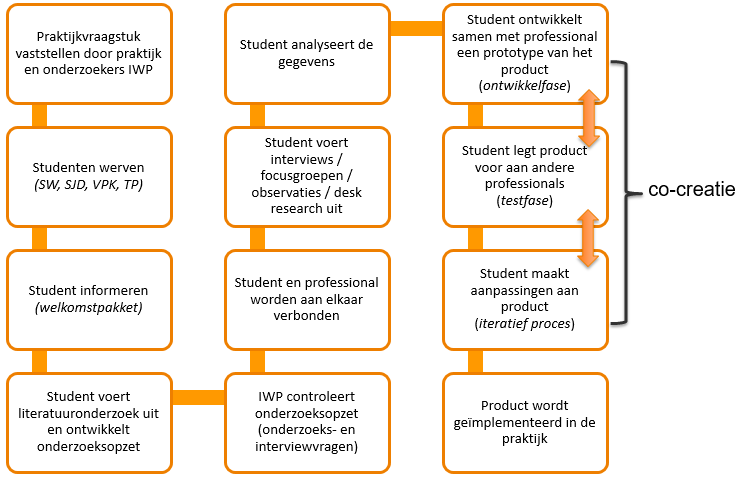 Praktijkvraagstuk
vaststellen door praktijk
en onderzoekers IWP
Studenten werven
(SW, SJD, VPK, TP)
Student informeren
(welkomstpakket)
Student voert
literatuuronderzoek uit
en ontwikkelt
onderzoeksopzet
IWP controleert
onderzoeksopzet
(onderzoeks- en
interviewvragen)
Student en professional
worden aan elkaar
verbonden
Student voert
interviews /
focusgroepen /
observaties / desk
research uit
Student analyseert de
gegevens
Student ontwikkelt
samen met professional
een prototype van het
product
(ontwikkelfase)
Student legt product
voor aan andere
professionals
(testfase)
Student maakt
aanpassingen aan
product
(iteratief proces)
Product wordt
geïmplementeerd in de
praktijk
co-creatie